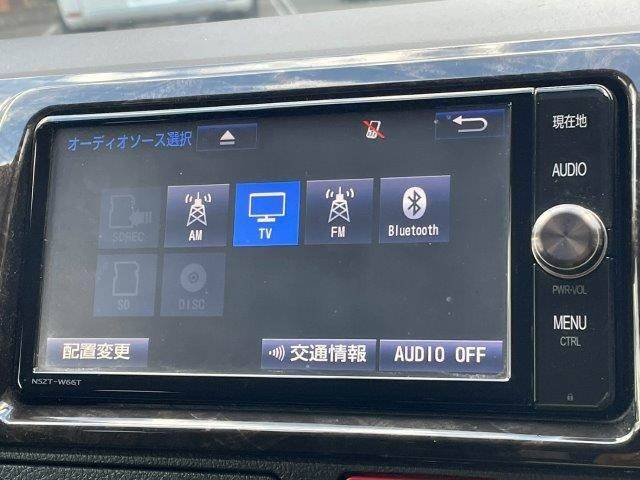 オーディオソース選択
現在地
AUDIO
SDREC
AM
TV
FM
Bluetooth
SD
DISC
PWR-VOL
MENU
CTRL
配置変更
交通情報
AUDIO OFF
NSZT-W66T